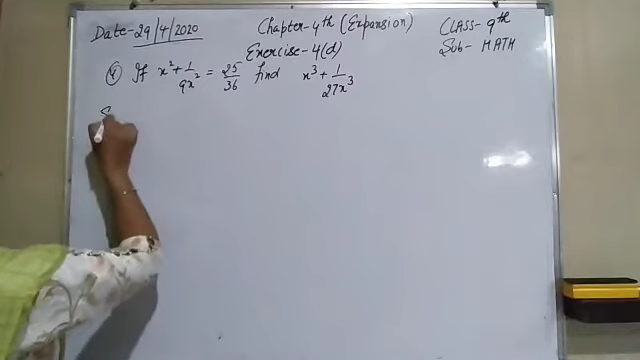 Date-29/4/2020 Chapter-4th (Expansion) CLASS-9th
Exercise-4(d) Sub- MATH
④ If x² + 1/9x² = 25/36 find x³ + 1/27x³
S